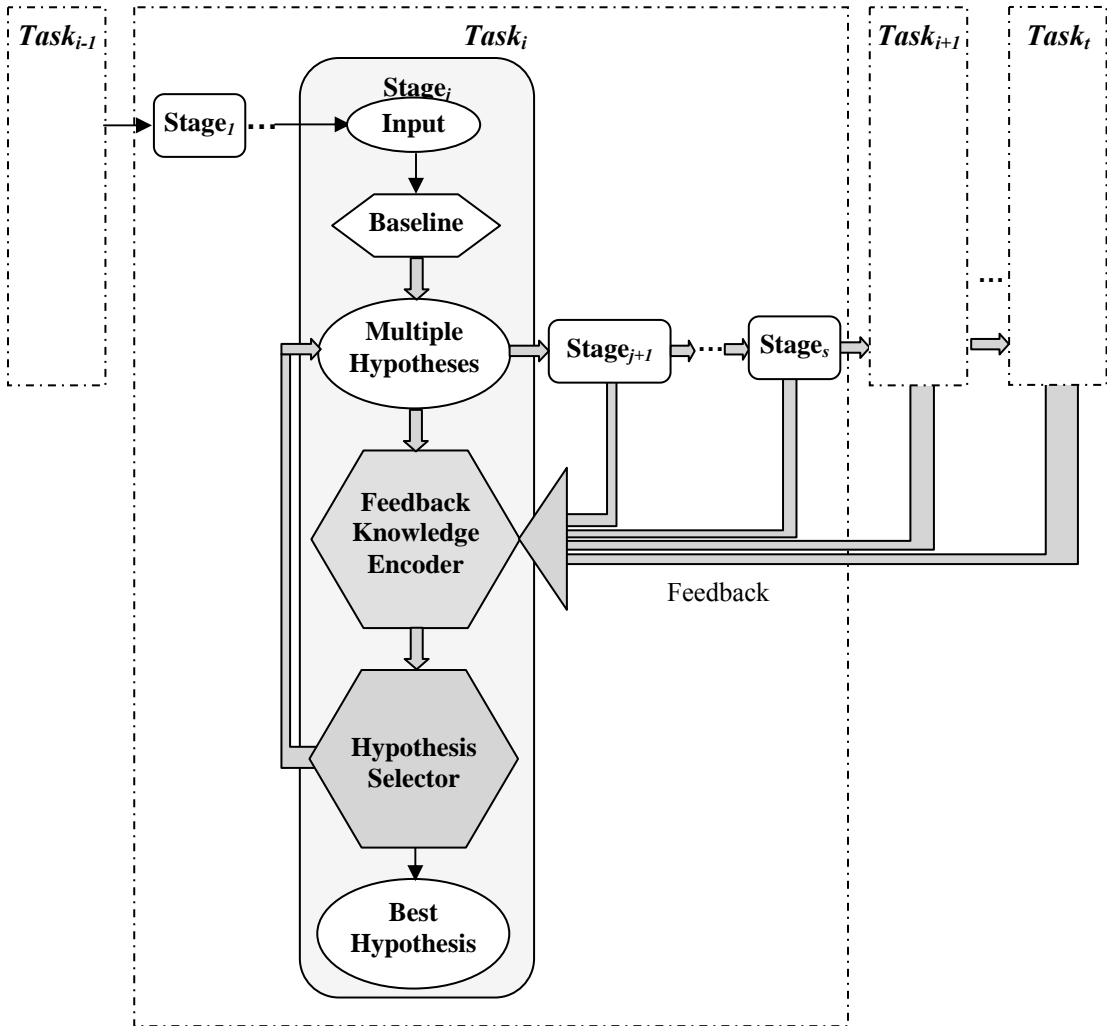 Task_{i-1}
Task_i
Task_{i+1}
Task_t
Stage_j
Stage_1
...
Input
Baseline
...
Multiple
Hypotheses
Stage_{j+1}
...
Stage_s
Feedback
Knowledge
Encoder
Feedback
Hypothesis
Selector
Best
Hypothesis